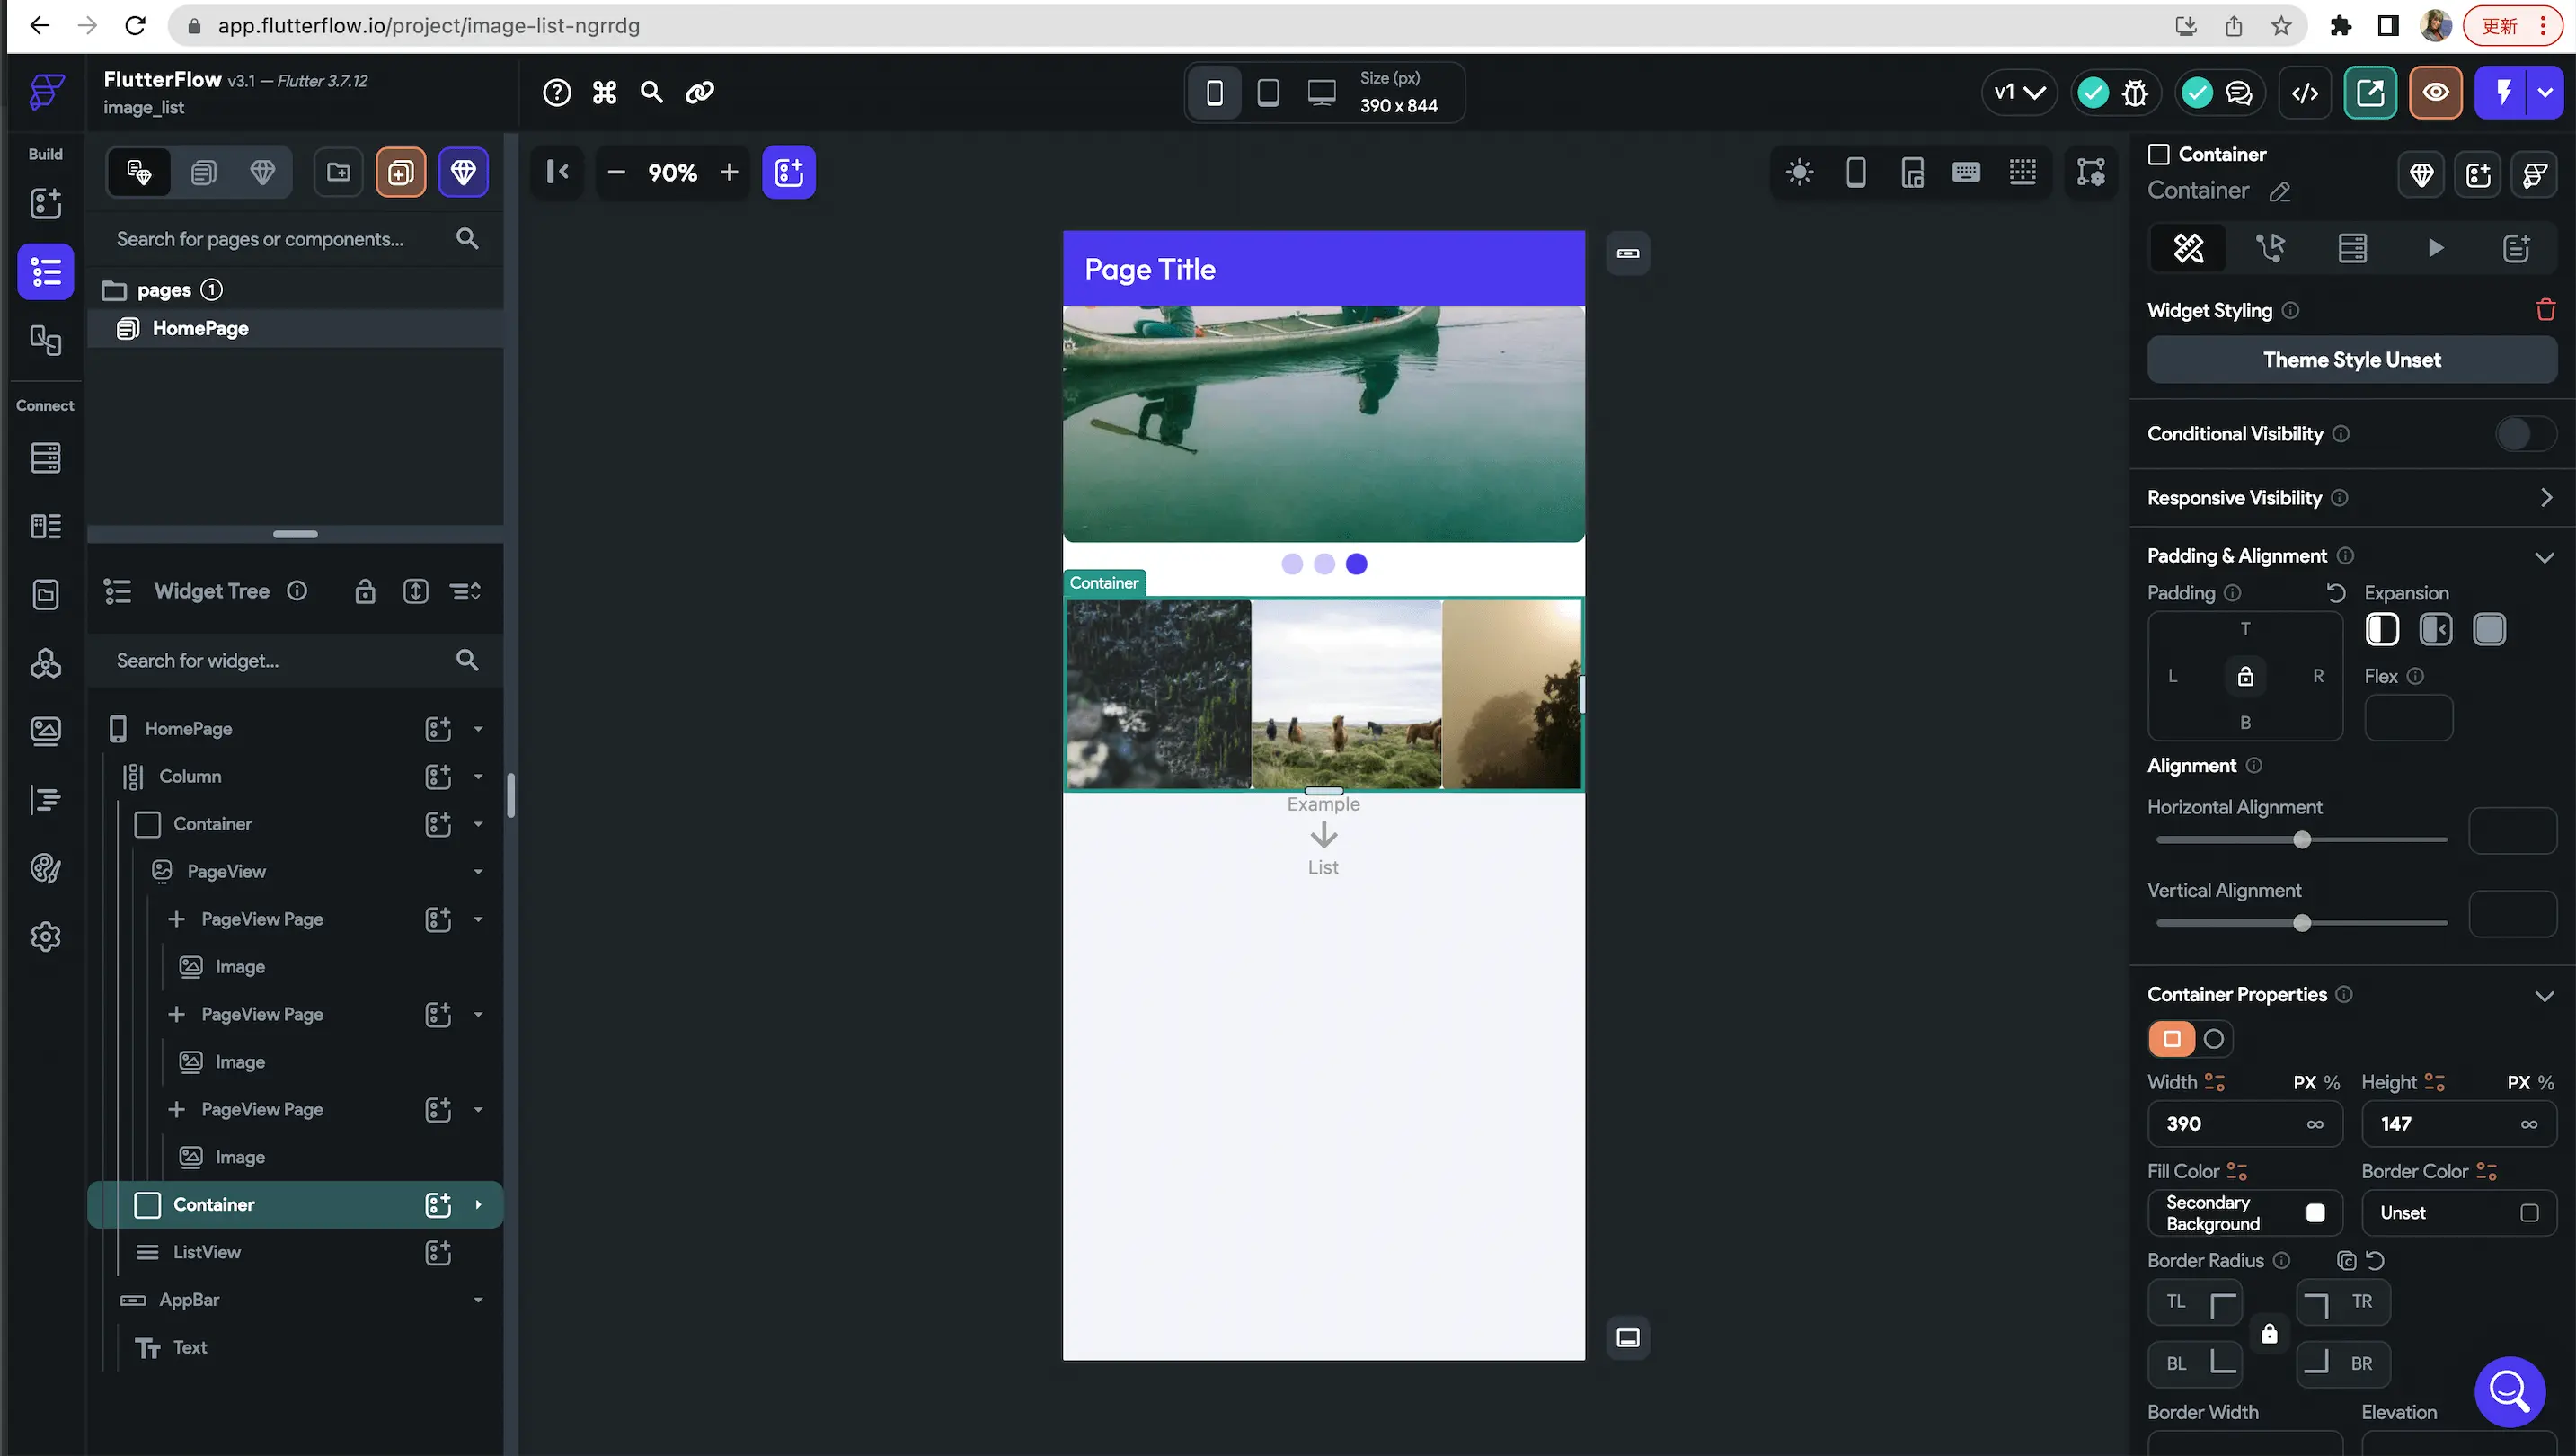 app.flutterflow.io/project/image-list-ngrrdg
更新
FlutterFlow v3.1 — Flutter 3.7.12
image_list
Size (px)
390 x 844
v1
Build
Connect
Search for pages or components...
pages 1
HomePage
Widget Tree
Search for widget...
HomePage
Column
Container
PageView
PageView Page
Image
PageView Page
Image
PageView Page
Image
Container
ListView
AppBar
Text
90%
Page Title
Container
Example
List
Container
Container
Widget Styling
Theme Style Unset
Conditional Visibility
Responsive Visibility
Padding & Alignment
Padding Expansion
T
L R
B
Flex
Alignment
Horizontal Alignment
Vertical Alignment
Container Properties
Width PX % Height PX %
390 ∞ 147 ∞
Fill Color Border Color
Secondary Background Unset
Border Radius
TL TR
BL BR
Border Width Elevation